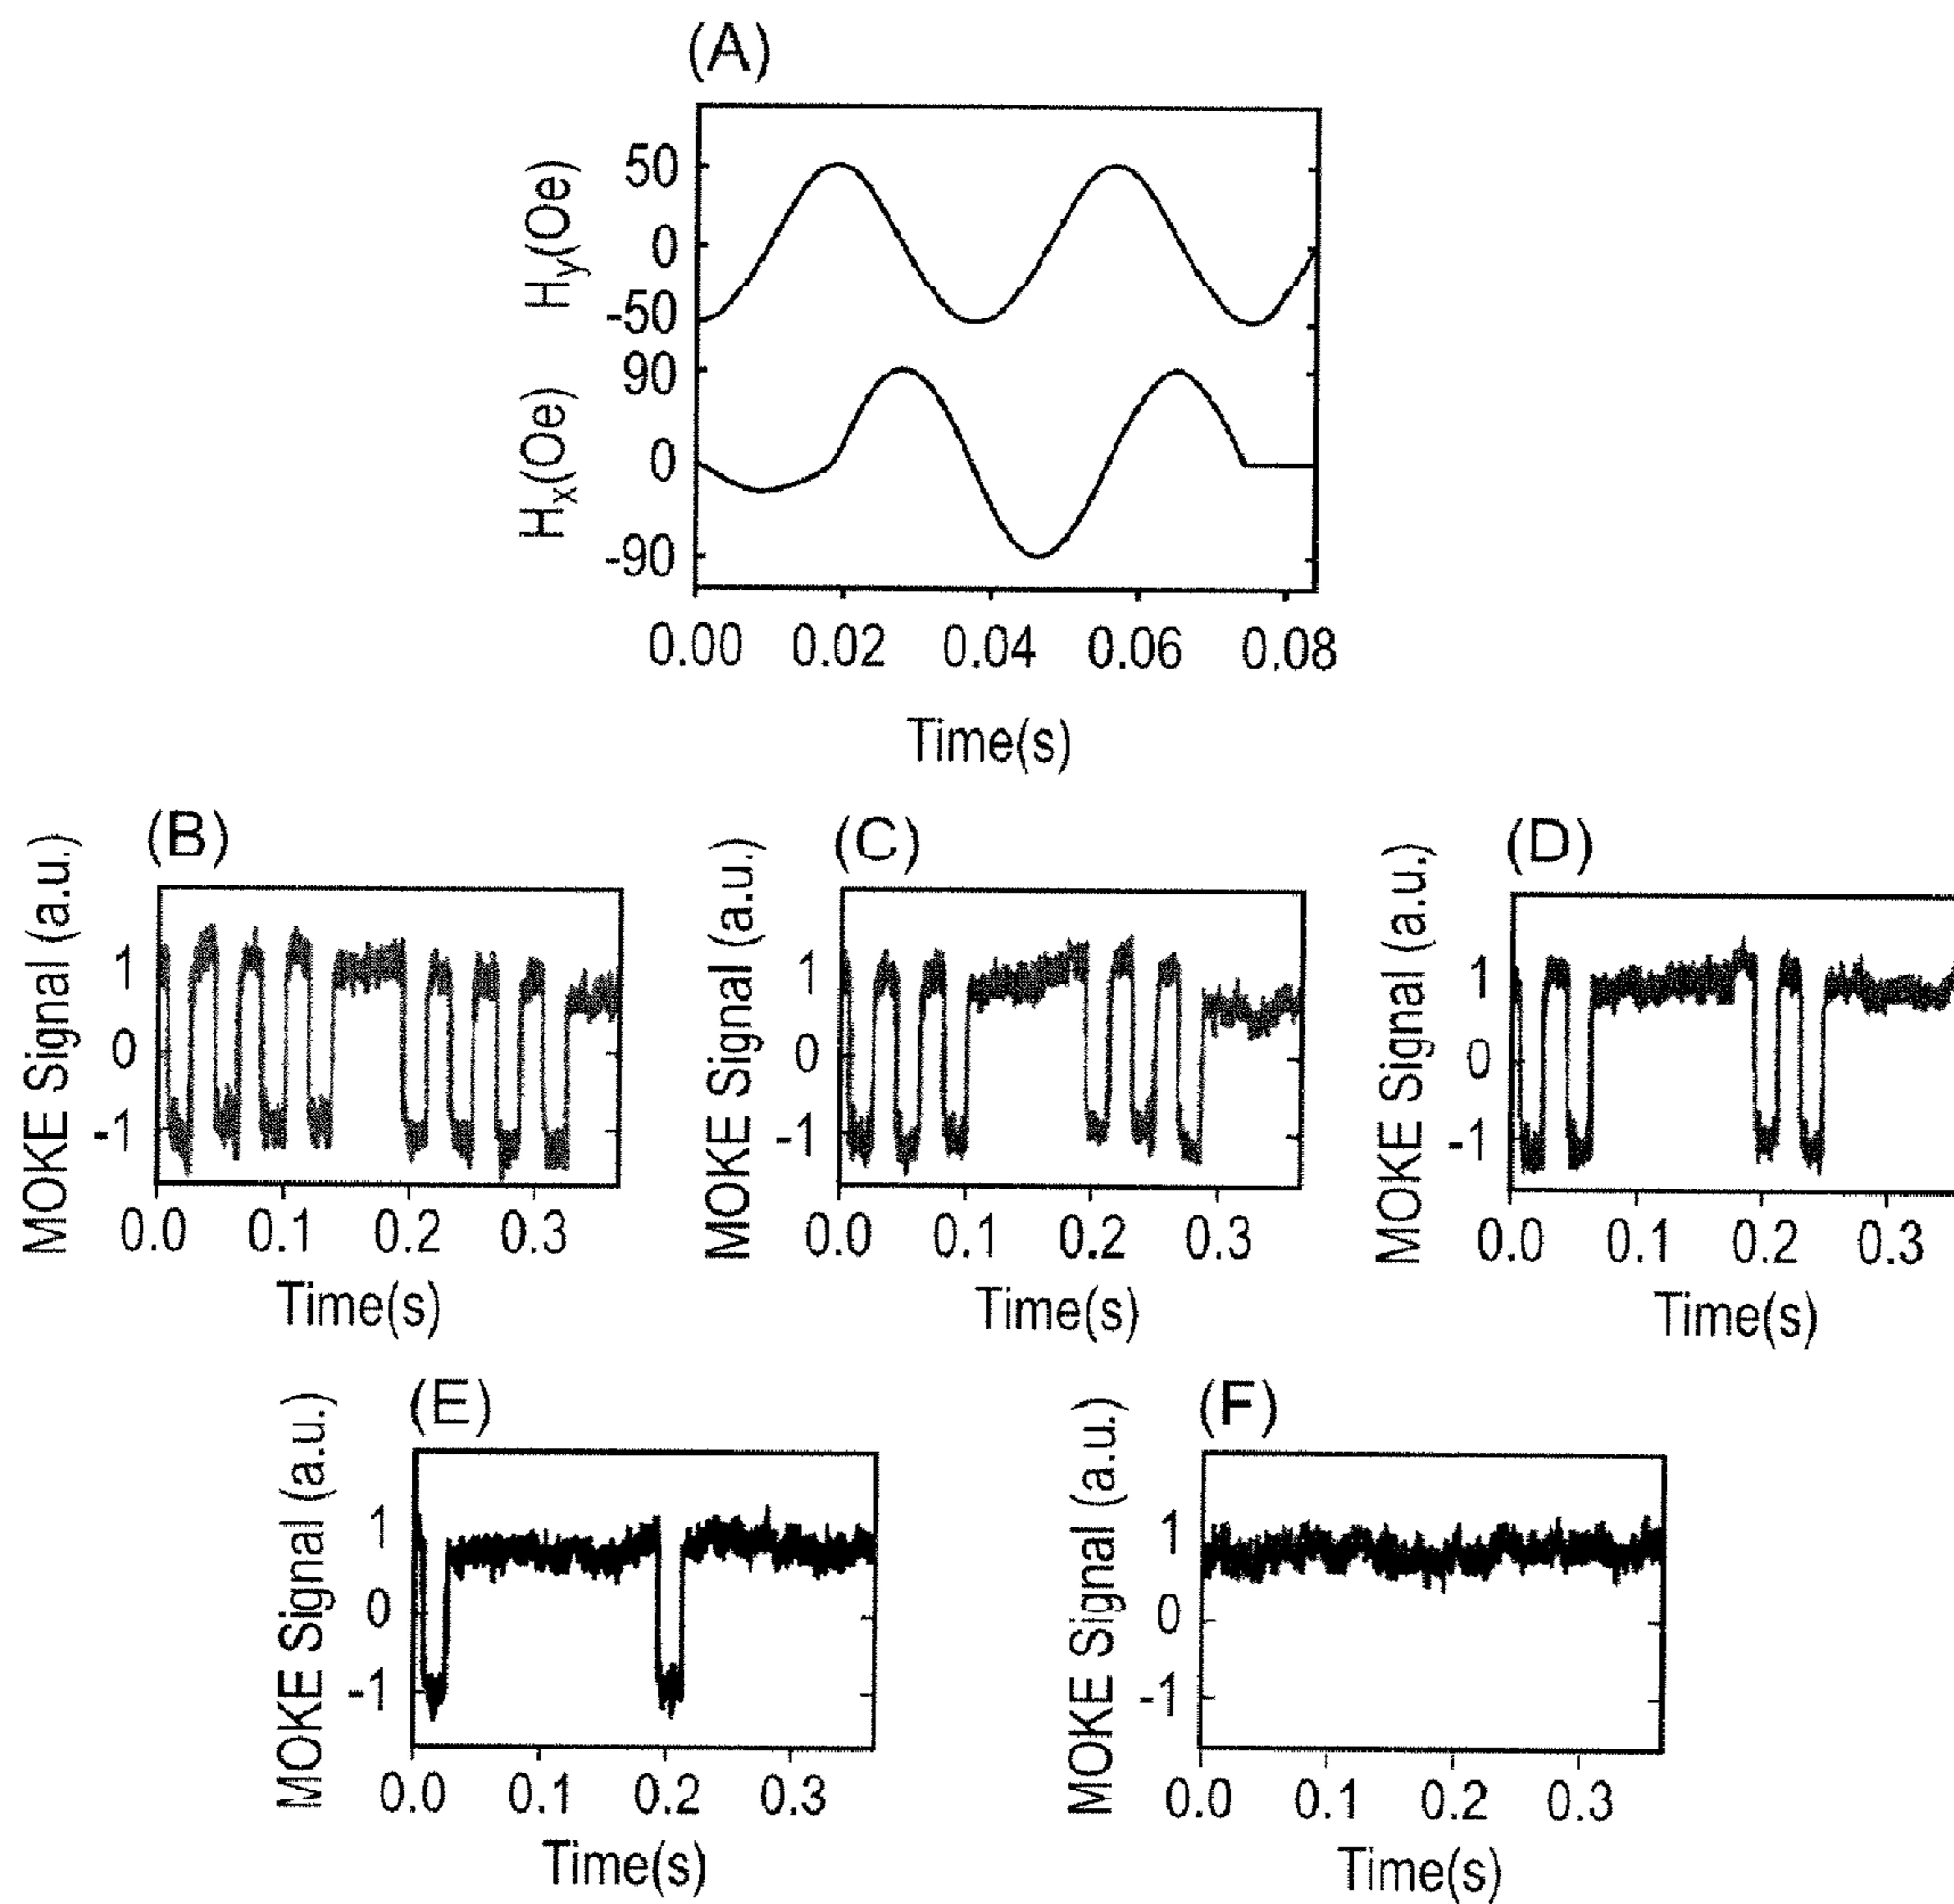 (A)
H_y(Oe)
50
0
-50
H_x(Oe)
90
0
-90
0.00 0.02 0.04 0.06 0.08
Time(s)
(B)
MOKE Signal (a.u.)
1
0
-1
0.0 0.1 0.2 0.3
Time(s)
(C)
MOKE Signal (a.u.)
1
0
-1
0.0 0.1 0.2 0.3
Time(s)
(D)
MOKE Signal (a.u.)
1
0
-1
0.0 0.1 0.2 0.3
Time(s)
(E)
MOKE Signal (a.u.)
1
0
-1
0.0 0.1 0.2 0.3
Time(s)
(F)
MOKE Signal (a.u.)
1
0
-1
0.0 0.1 0.2 0.3
Time(s)